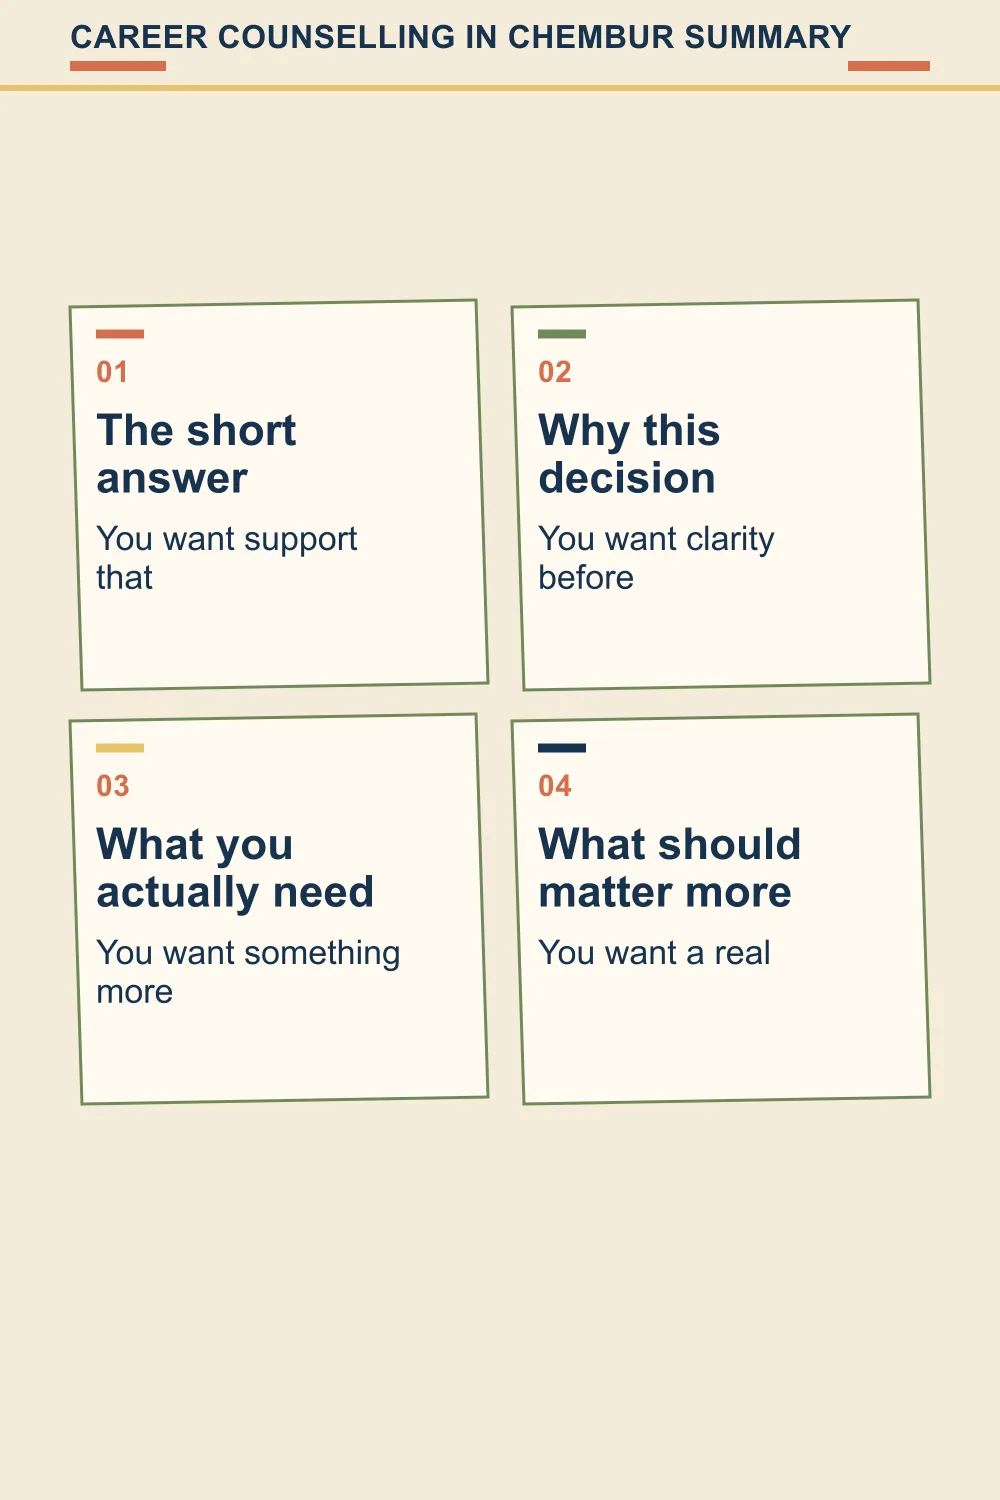 CAREER COUNSELLING IN CHEMBUR SUMMARY
01
The short
answer
You want support
that
02
Why this
decision
You want clarity
before
03
What you
actually need
You want something
more
04
What should
matter more
You want a real